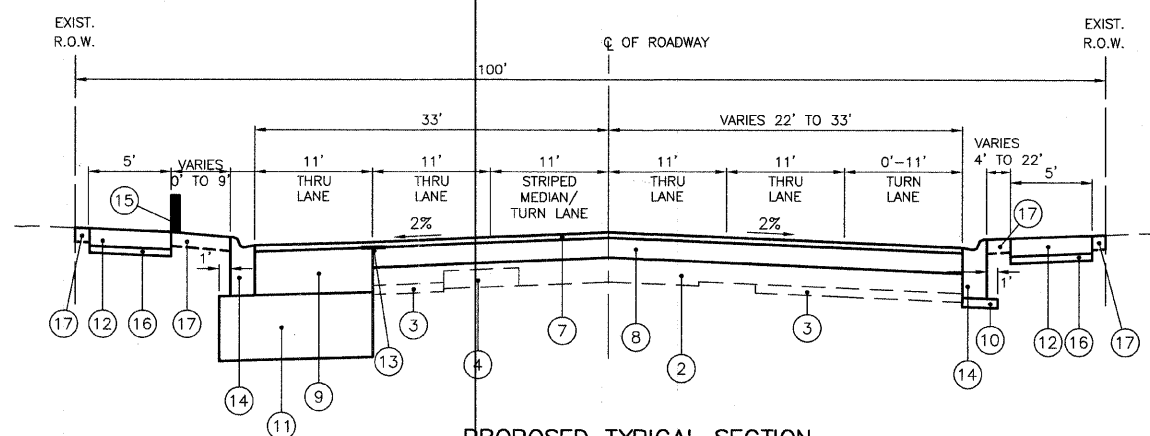 EXIST.
R.O.W.
℄ OF ROADWAY
EXIST.
R.O.W.
100'
33'
VARIES 22' TO 33'
5'
VARIES
0' TO 9'
11'
THRU
LANE
11'
THRU
LANE
11'
STRIPED
MEDIAN/
TURN LANE
11'
THRU
LANE
11'
THRU
LANE
0'-11'
TURN
LANE
VARIES
4' TO 22'
5'
15
2%
2%
17
1'
1'
17
12
16
17
14
11
9
13
3
4
7
8
2
3
14
10
12
16
17
PROPOSED TYPICAL SECTION